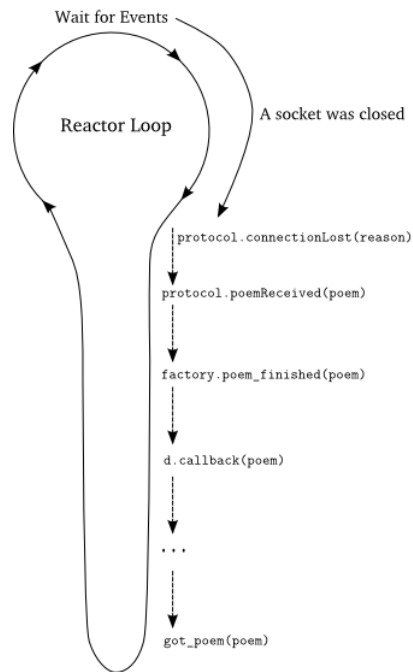 Wait for Events
Reactor Loop
A socket was closed
protocol.connectionLost(reason)
protocol.poemReceived(poem)
factory.poem_finished(poem)
d.callback(poem)
...
got_poem(poem)